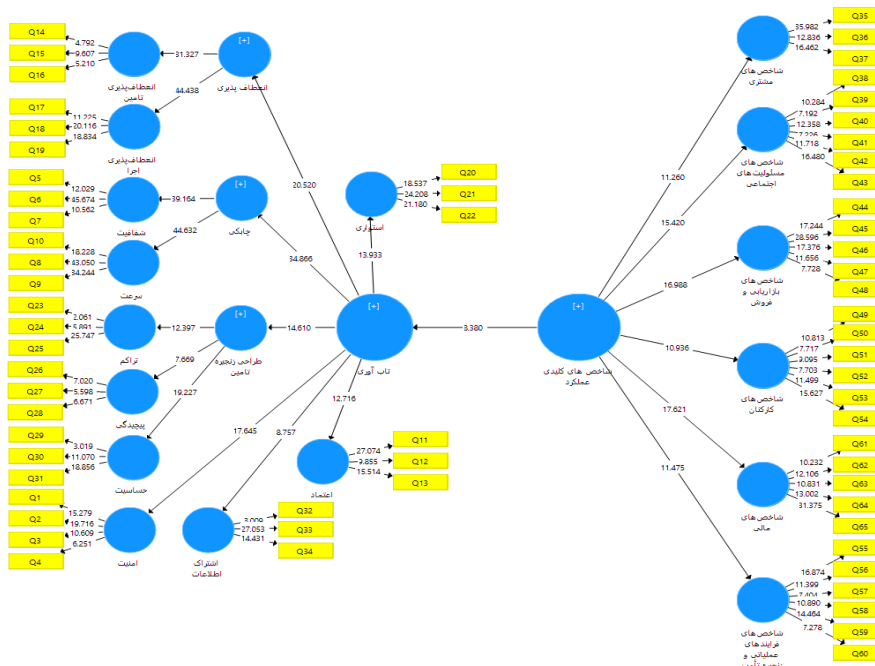 Q14
Q15
Q16
4.792
9.607
5.210
انعطاف‌پذیری
تامین
31.327
[+]
انعطاف پذیری
44.438
Q17
Q18
Q19
11.225
20.116
18.834
انعطاف‌پذیری
اجرا
Q5
Q6
Q7
12.029
45.674
10.562
شفافیت
39.164
[+]
چابکی
44.632
Q10
Q8
Q9
18.228
43.050
34.244
سرعت
Q23
Q24
Q25
2.061
5.891
25.747
تراکم
12.397
[+]
طراحی زنجیره
تامین
7.669
19.227
Q26
Q27
Q28
7.020
5.598
6.671
پیچیدگی
Q29
Q30
Q31
3.019
11.070
18.856
حساسیت
Q1
Q2
Q3
Q4
15.279
19.716
10.609
6.251
امنیت
Q32
Q33
Q34
27.053
14.431
اشتراک
اطلاعات
Q11
Q12
Q13
27.074
9.855
15.514
اعتماد
Q20
Q21
Q22
18.537
24.208
21.180
استواری
20.520
34.866
13.933
14.610
17.645
8.757
12.716
[+]
تاب آوری
3.380
[+]
شاخص های کلیدی
عملکرد
11.260
15.420
16.988
10.936
17.621
11.475
Q35
Q36
Q37
35.982
12.836
16.462
شاخص های
مشتری
Q38
Q39
Q40
Q41
Q42
Q43
10.284
7.192
12.358
7.226
11.718
16.480
شاخص های
مسئولیت های
اجتماعی
Q44
Q45
Q46
Q47
Q48
17.244
28.596
17.376
11.656
7.728
شاخص های
بازاریابی و
فروش
Q49
Q50
Q51
Q52
Q53
Q54
10.813
7.717
9.095
7.703
11.499
15.627
شاخص های
کارکنان
Q61
Q62
Q63
Q64
Q65
10.232
12.106
10.831
13.002
31.375
شاخص های
مالی
Q55
Q56
Q57
Q58
Q59
Q60
16.874
11.399
7.404
10.890
14.464
7.278
شاخص های
فرایندهای
عملیاتی و